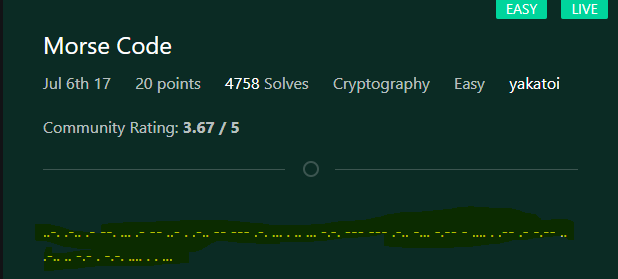 EASY LIVE
Morse Code
Jul 6th 17 20 points 4758 Solves Cryptography Easy yakatoi
Community Rating: 3.67 / 5
..-. .-.. .- --. ... .- -- ..- . .-.. -- --- .-. ... . .. ... -.-. --- --- .-.. -... -.-- - .... . .-- .- -.-- ..
.-.. .. -.- . -.-. .... . . ...